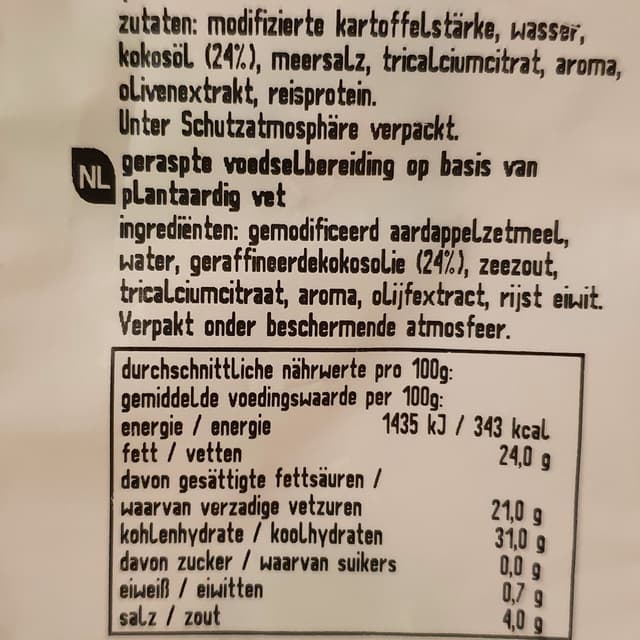 zutaten: modifizierte kartoffelstärke, wasser,
kokosöl (24%), meersalz, tricalciumcitrat, aroma,
olivenextrakt, reisprotein.
Unter Schutzatmosphäre verpackt.
NL geraspte voedselbereiding op basis van
plantaardig vet
ingrediënten: gemodificeerd aardappelzetmeel,
water, geraffineerdekokosolie (24%), zeezout,
tricalciumcitraat, aroma, olijfextract, rijst eiwit.
Verpakt onder beschermende atmosfeer.
durchschnittliche nährwerte pro 100g:
gemiddelde voedingswaarde per 100g:
energie / energie 1435 kJ / 343 kcal
fett / vetten 24,0 g
davon gesättigte fettsäuren /
waarvan verzadige vetzuren 21,0 g
kohlenhydrate / koolhydraten 31,0 g
davon zucker / waarvan suikers 0,0 g
eiweiß / eiwitten 0,7 g
salz / zout 4,0 g